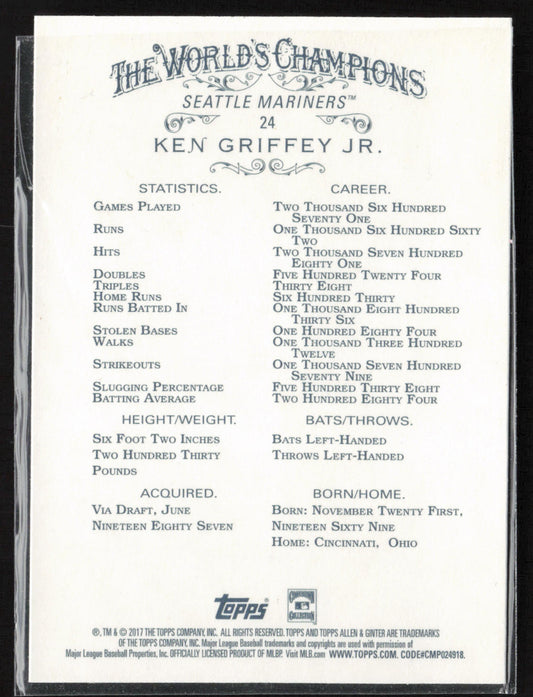 THE WORLD'S CHAMPIONS
SEATTLE MARINERS™
24
KEN GRIFFEY JR.
STATISTICS. CAREER.
GAMES PLAYED TWO THOUSAND SIX HUNDRED
SEVENTY ONE
RUNS ONE THOUSAND SIX HUNDRED SIXTY
TWO
HITS TWO THOUSAND SEVEN HUNDRED
EIGHTY ONE
DOUBLES FIVE HUNDRED TWENTY FOUR
TRIPLES THIRTY EIGHT
HOME RUNS SIX HUNDRED THIRTY
RUNS BATTED IN ONE THOUSAND EIGHT HUNDRED
THIRTY SIX
STOLEN BASES ONE HUNDRED EIGHTY FOUR
WALKS ONE THOUSAND THREE HUNDRED
TWELVE
STRIKEOUTS ONE THOUSAND SEVEN HUNDRED
SEVENTY NINE
SLUGGING PERCENTAGE FIVE HUNDRED THIRTY EIGHT
BATTING AVERAGE TWO HUNDRED EIGHTY FOUR
HEIGHT/WEIGHT. BATS/THROWS.
SIX FOOT TWO INCHES BATS LEFT-HANDED
TWO HUNDRED THIRTY THROWS LEFT-HANDED
POUNDS
ACQUIRED. BORN/HOME.
VIA DRAFT, JUNE BORN: NOVEMBER TWENTY FIRST,
NINETEEN EIGHTY SEVEN NINETEEN SIXTY NINE
HOME: CINCINNATI, OHIO
Topps® COOPERSTOWN COLLECTION
®, TM & © 2017 THE TOPPS COMPANY, INC. ALL RIGHTS RESERVED. TOPPS AND TOPPS ALLEN & GINTER ARE TRADEMARKS
OF THE TOPPS COMPANY, INC. Major League Baseball trademarks and copyrights are used with permission of
Major League Baseball Properties, Inc. OFFICIALLY LICENSED PRODUCT OF MLBP. Visit MLB.com WWW.TOPPS.COM. CODE#CMP024918.